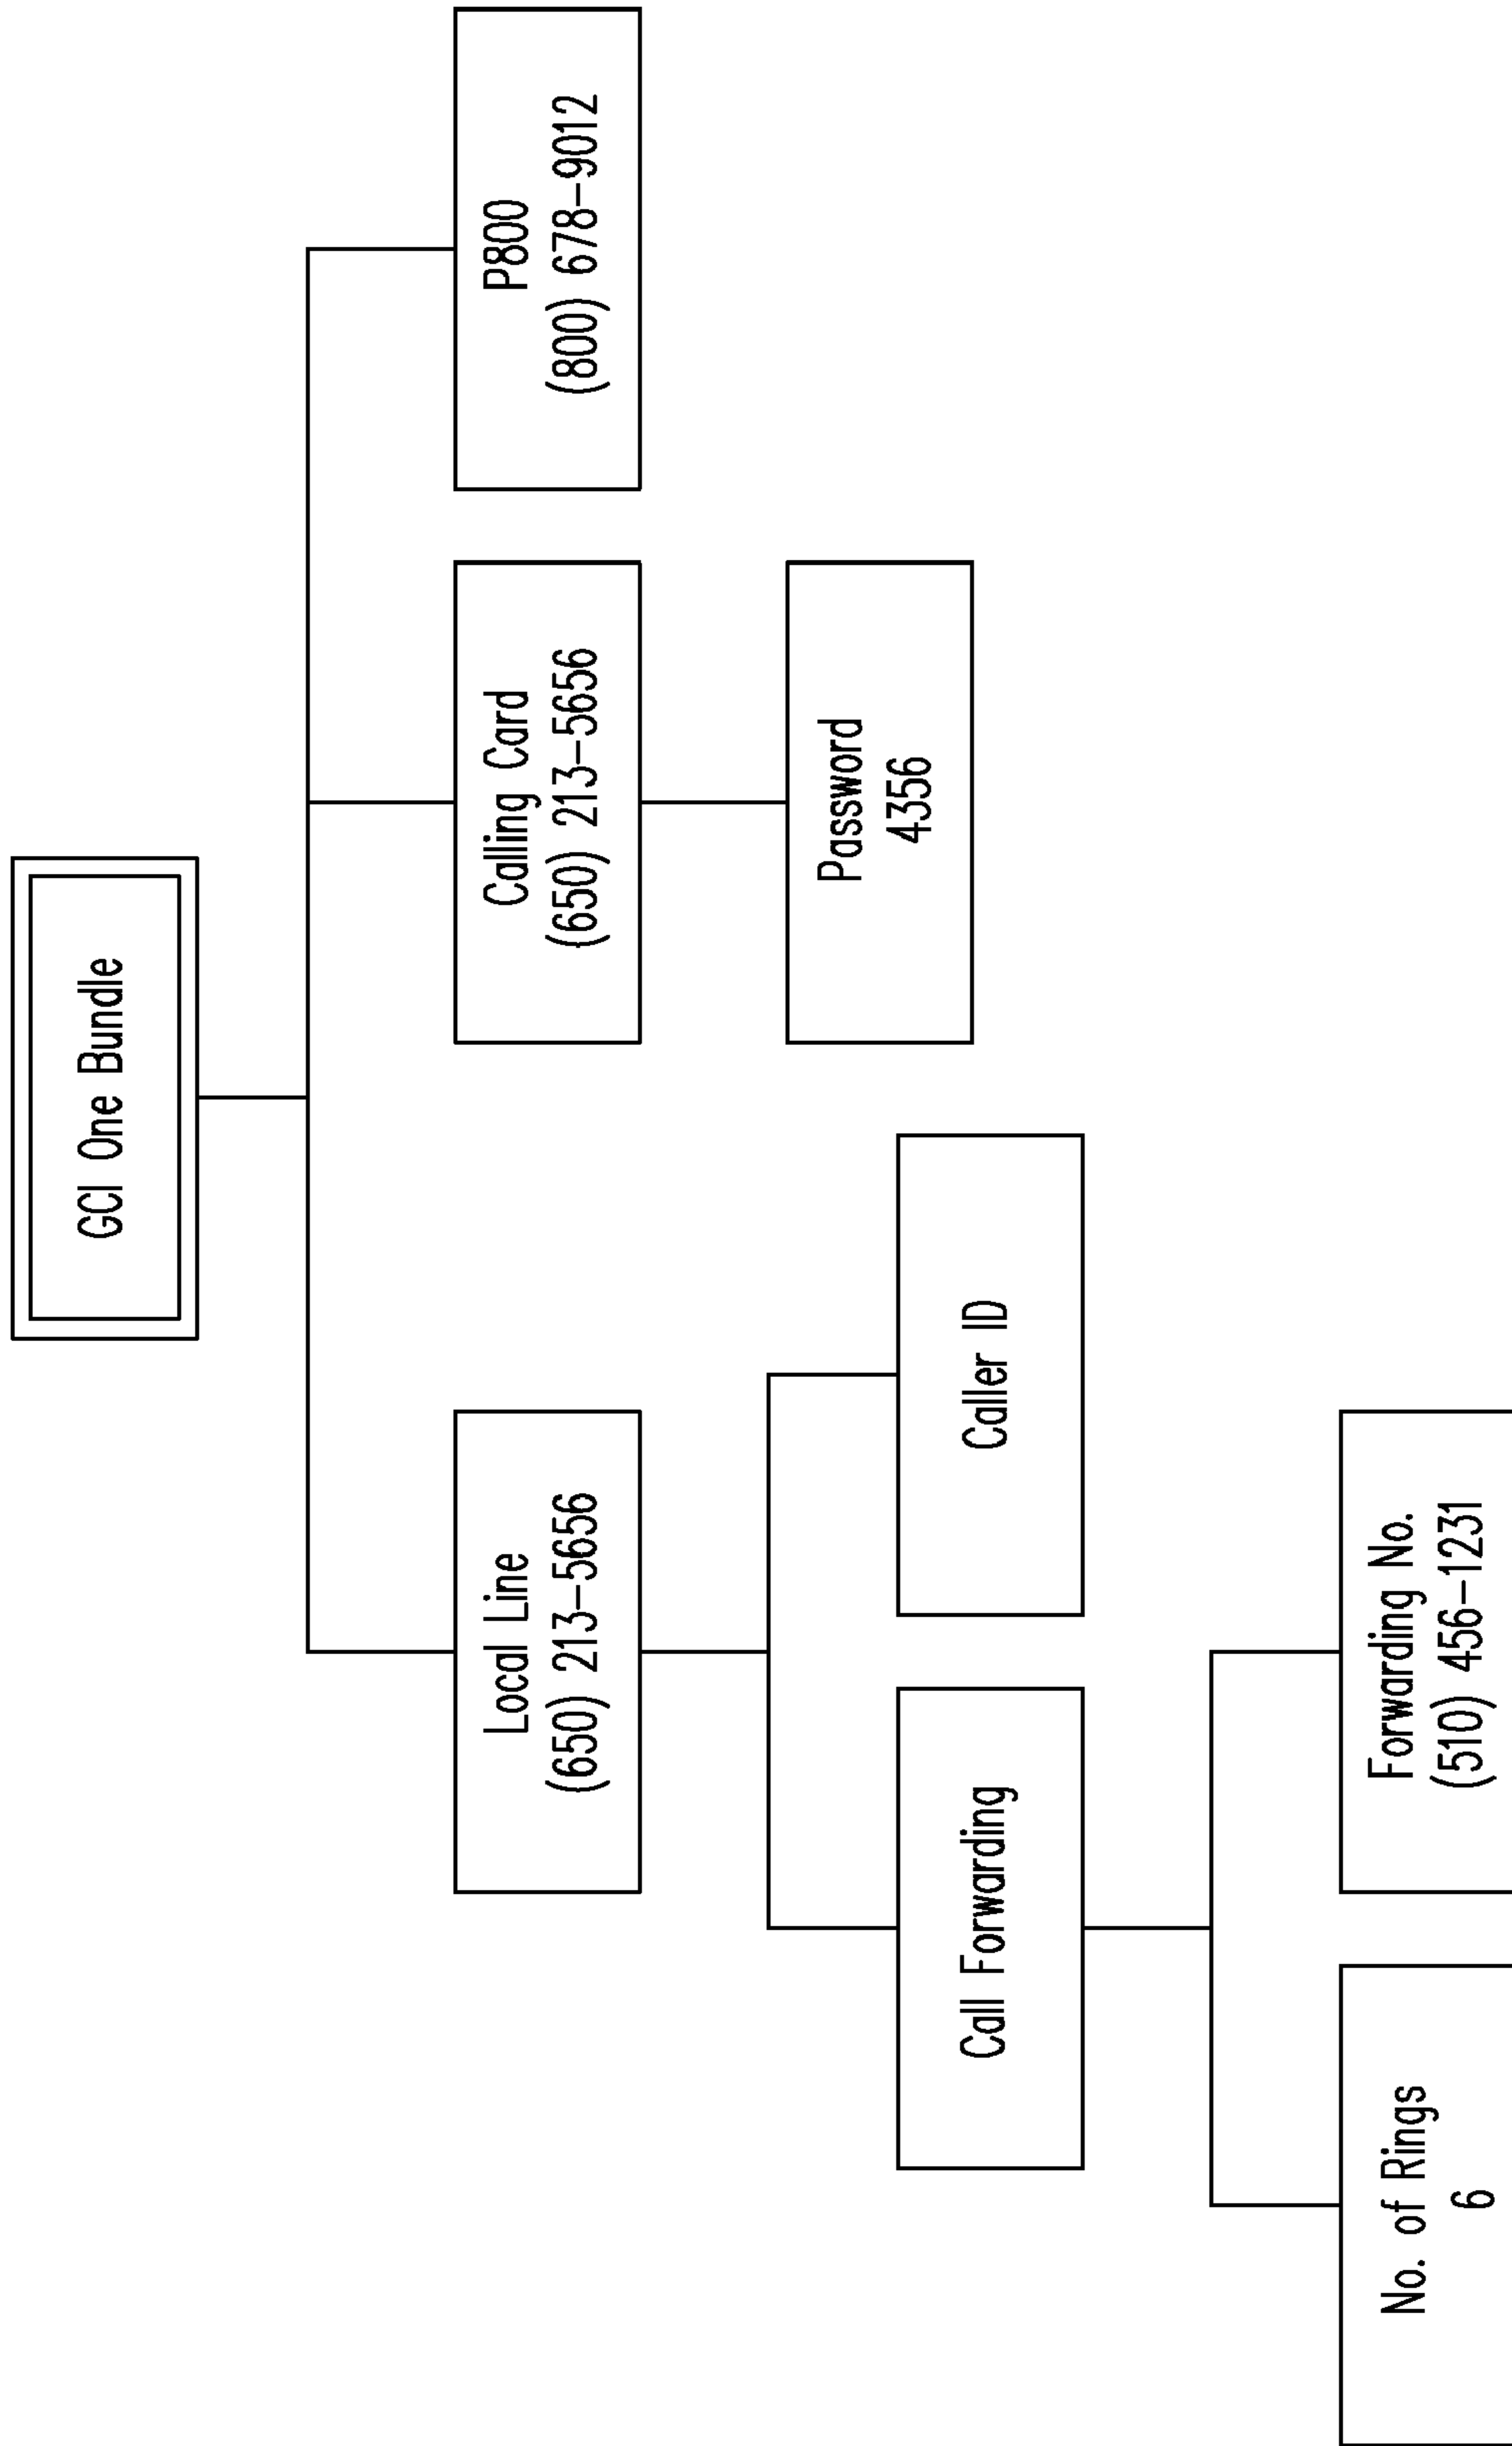 GCI One Bundle
Local Line
(650) 213-5656
Calling Card
(650) 213-5656
P800
(800) 678-9012
Password
4356
Call Forwarding
Caller ID
No. of Rings
6
Forwarding No.
(510) 456-1231